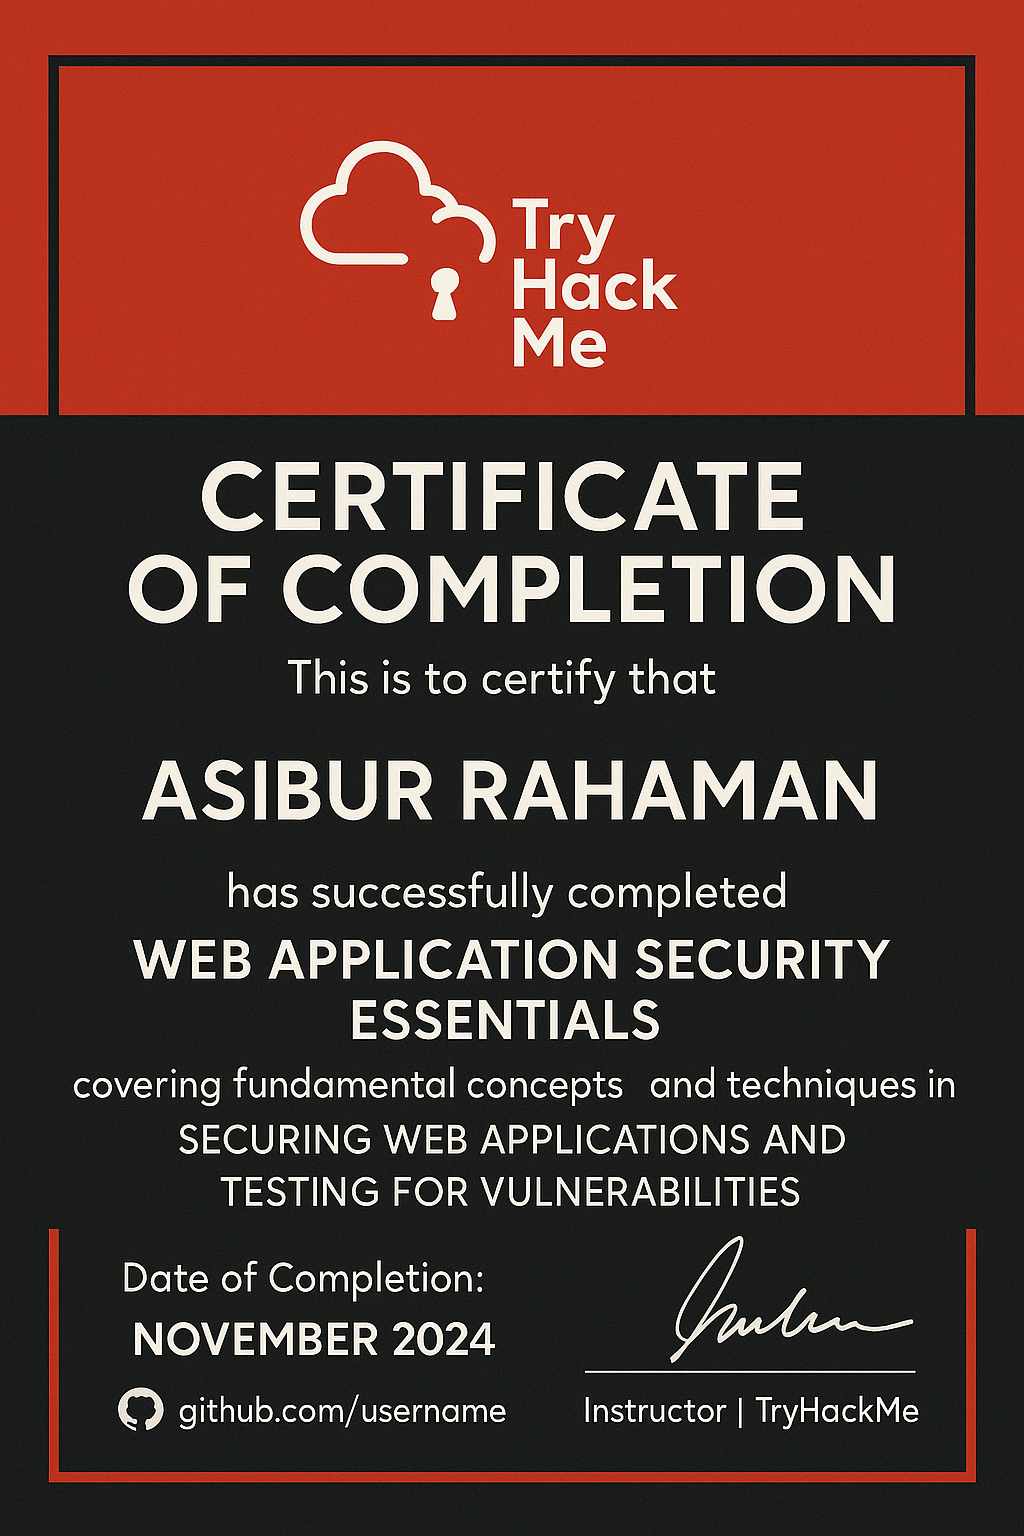 Try
Hack
Me
CERTIFICATE
OF COMPLETION
This is to certify that
ASIBUR RAHAMAN
has successfully completed
WEB APPLICATION SECURITY
ESSENTIALS
covering fundamental concepts and techniques in
SECURING WEB APPLICATIONS AND
TESTING FOR VULNERABILITIES
Date of Completion:
NOVEMBER 2024
github.com/username
Instructor | TryHackMe